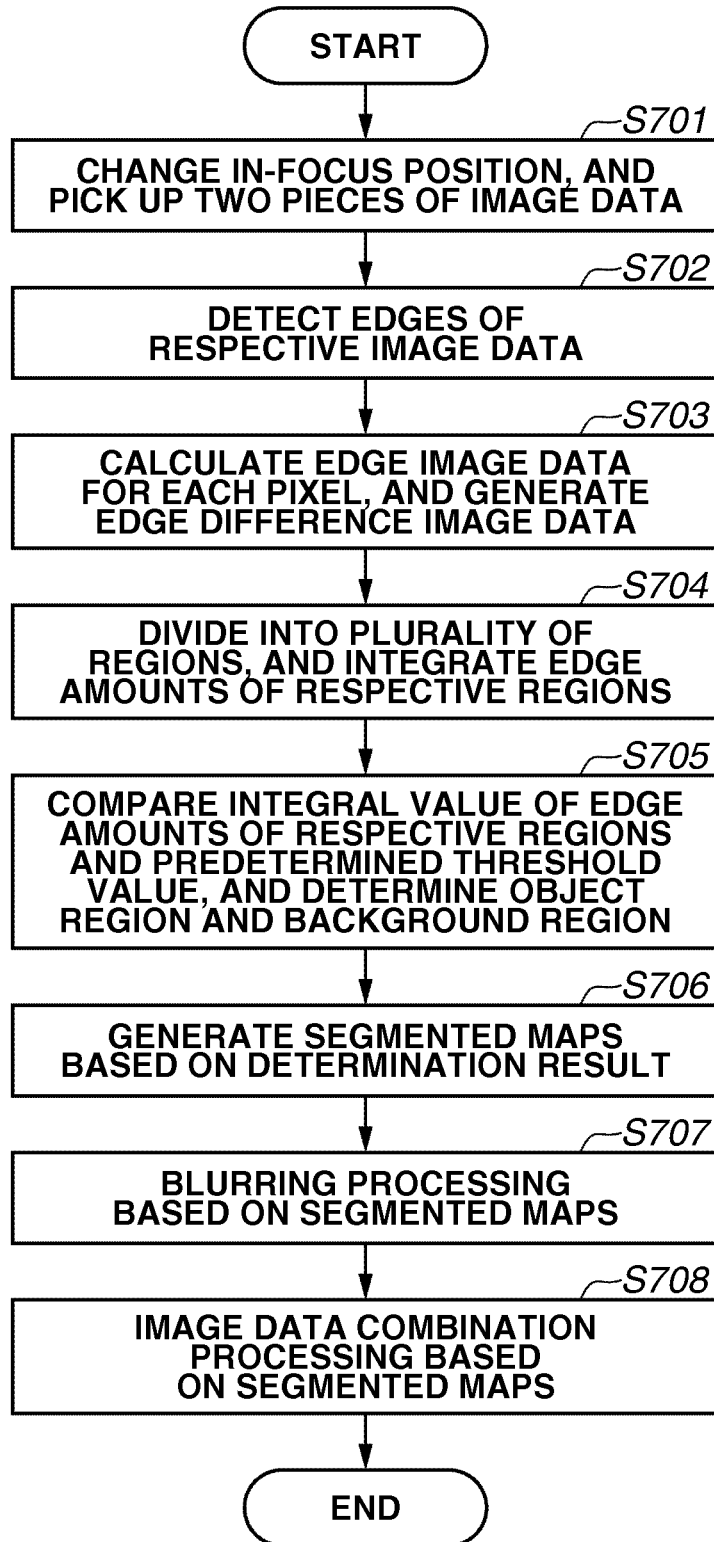 START
S701
CHANGE IN-FOCUS POSITION, AND
PICK UP TWO PIECES OF IMAGE DATA
S702
DETECT EDGES OF
RESPECTIVE IMAGE DATA
S703
CALCULATE EDGE IMAGE DATA
FOR EACH PIXEL, AND GENERATE
EDGE DIFFERENCE IMAGE DATA
S704
DIVIDE INTO PLURALITY OF
REGIONS, AND INTEGRATE EDGE
AMOUNTS OF RESPECTIVE REGIONS
S705
COMPARE INTEGRAL VALUE OF EDGE
AMOUNTS OF RESPECTIVE REGIONS
AND PREDETERMINED THRESHOLD
VALUE, AND DETERMINE OBJECT
REGION AND BACKGROUND REGION
S706
GENERATE SEGMENTED MAPS
BASED ON DETERMINATION RESULT
S707
BLURRING PROCESSING
BASED ON SEGMENTED MAPS
S708
IMAGE DATA COMBINATION
PROCESSING BASED
ON SEGMENTED MAPS
END